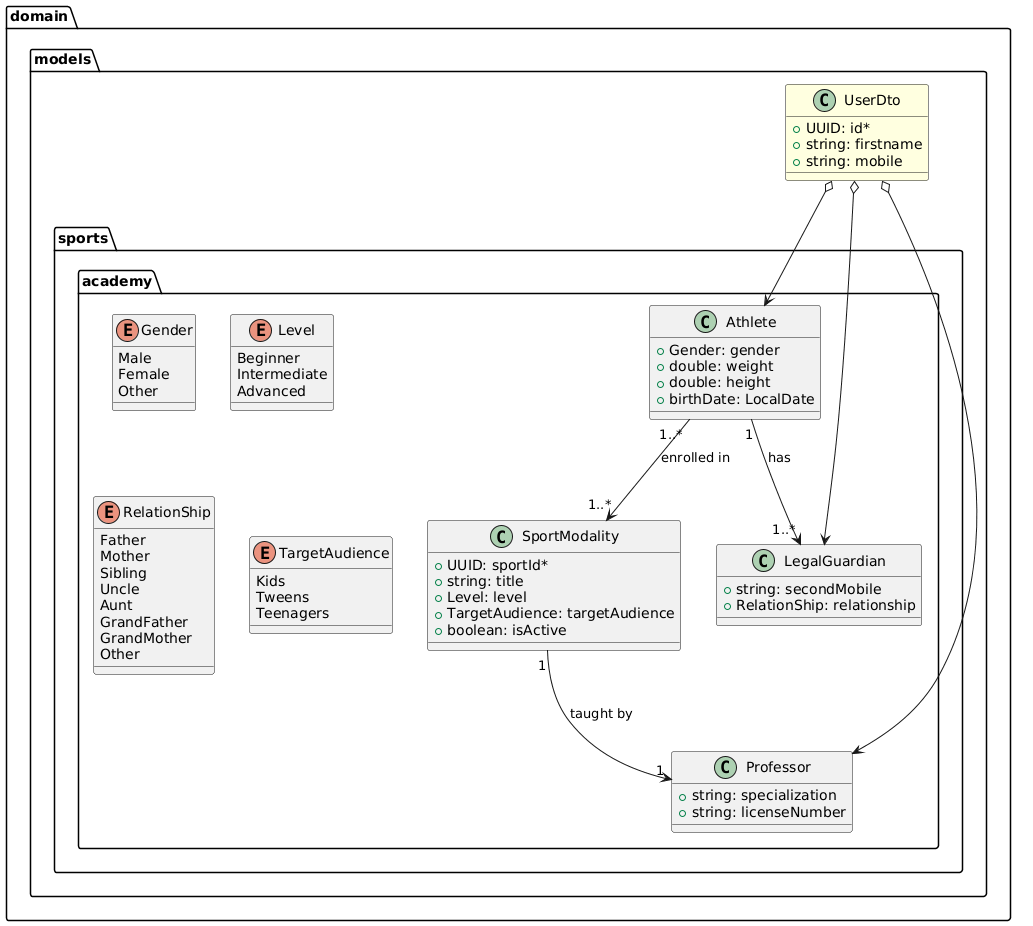 domain
models
C UserDto
UUID: id*
string: firstname
string: mobile
sports
academy
E Gender
Male
Female
Other
E Level
Beginner
Intermediate
Advanced
C Athlete
Gender: gender
double: weight
double: height
birthDate: LocalDate
1..*
enrolled in
1..*
1
has
1..*
E RelationShip
Father
Mother
Sibling
Uncle
Aunt
GrandFather
GrandMother
Other
E TargetAudience
Kids
Tweens
Teenagers
C SportModality
UUID: sportId*
string: title
Level: level
TargetAudience: targetAudience
boolean: isActive
C LegalGuardian
string: secondMobile
RelationShip: relationship
1
taught by
1
C Professor
string: specialization
string: licenseNumber